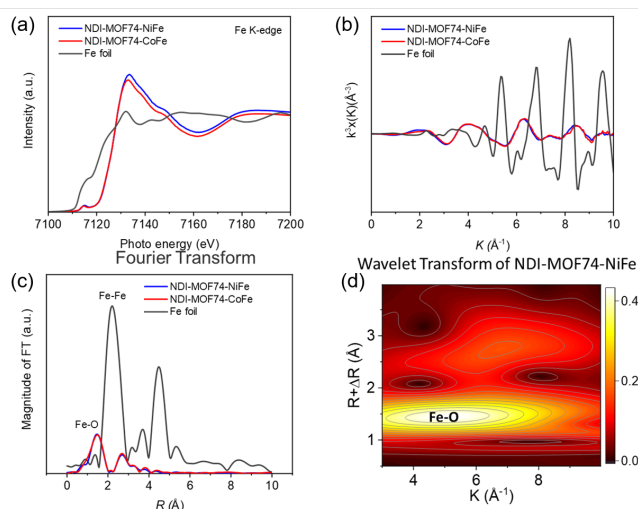 (a)
NDI-MOF74-NiFe
NDI-MOF74-CoFe
Fe foil
Fe K-edge
Intensity (a.u.)
7100 7120 7140 7160 7180 7200
Photo energy (eV)
(b)
NDI-MOF74-NiFe
NDI-MOF74-CoFe
Fe foil
k³x(K)(Å⁻³)
0 2 4 6 8 10
K (Å⁻¹)
Fourier Transform
(c)
Fe-Fe
NDI-MOF74-NiFe
NDI-MOF74-CoFe
Fe foil
Fe-O
Magnitude of FT (a.u.)
0 2 4 6 8 10
R (Å)
Wavelet Transform of NDI-MOF74-NiFe
(d)
R+ΔR (Å)
3
2
1
Fe-O
4 6 8
K (Å⁻¹)
0.4
0.2
0.0